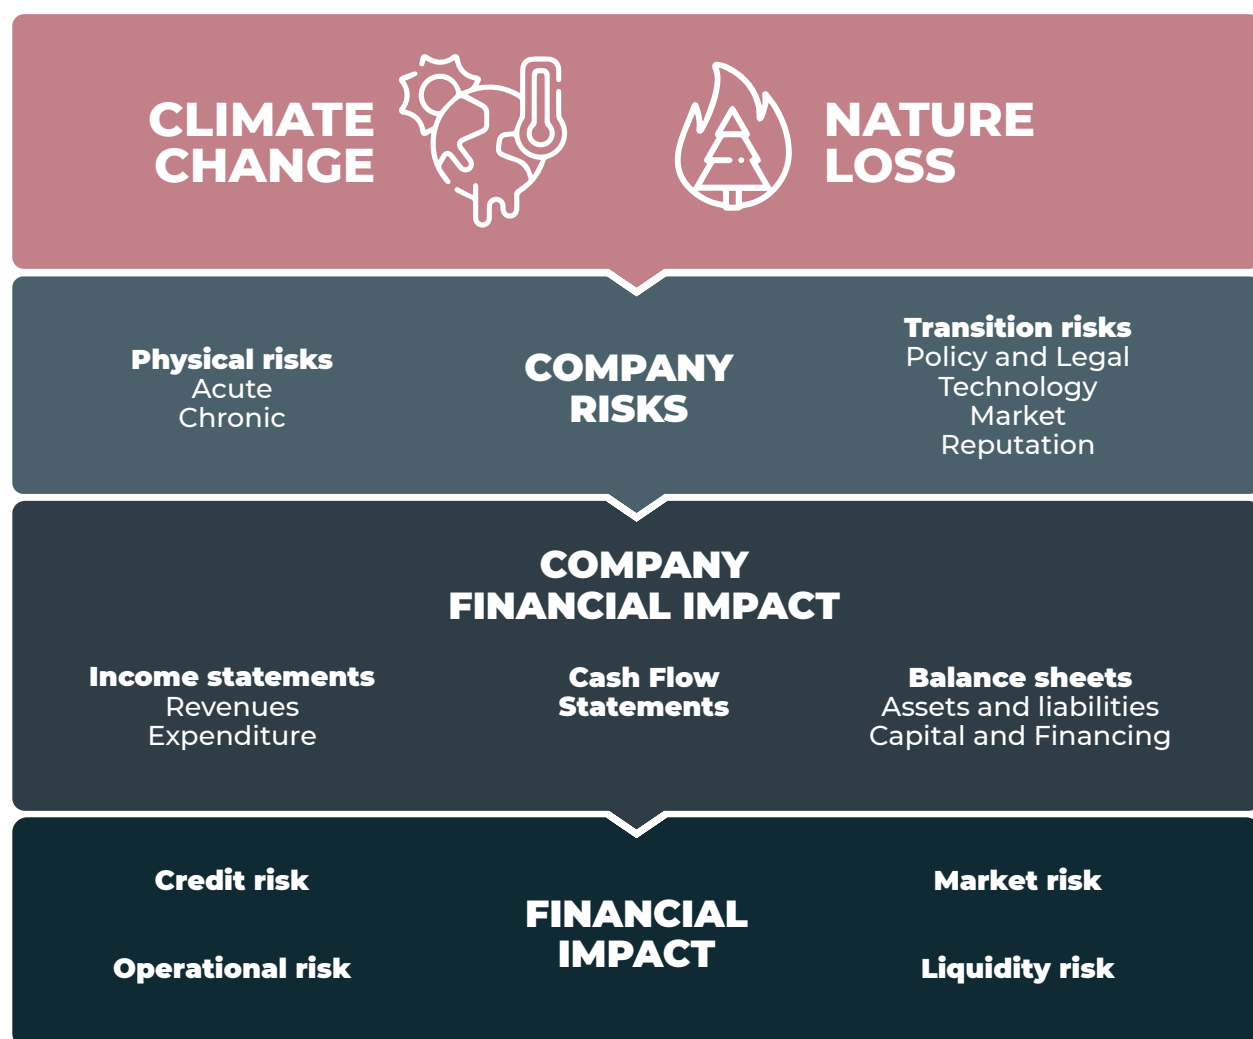 CLIMATE
CHANGE
NATURE
LOSS
Physical risks
Acute
Chronic
COMPANY
RISKS
Transition risks
Policy and Legal
Technology
Market
Reputation
COMPANY
FINANCIAL IMPACT
Income statements
Revenues
Expenditure
Cash Flow
Statements
Balance sheets
Assets and liabilities
Capital and Financing
Credit risk
Operational risk
FINANCIAL
IMPACT
Market risk
Liquidity risk